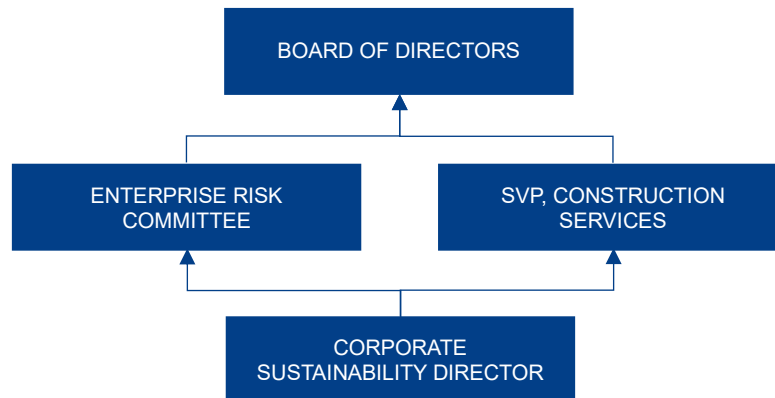 BOARD OF DIRECTORS
ENTERPRISE RISK
COMMITTEE
SVP, CONSTRUCTION
SERVICES
CORPORATE
SUSTAINABILITY DIRECTOR